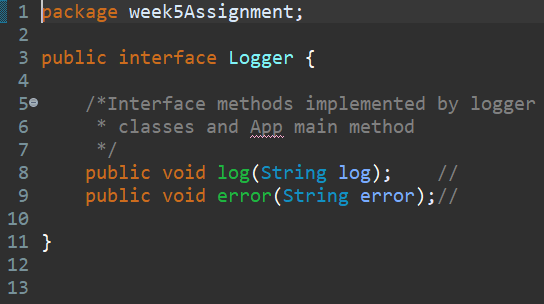 1 package week5Assignment;
2
3 public interface Logger {
4
5 /*Interface methods implemented by logger
6 * classes and App main method
7 */
8 public void log(String log); //
9 public void error(String error);//
10
11 }
12
13